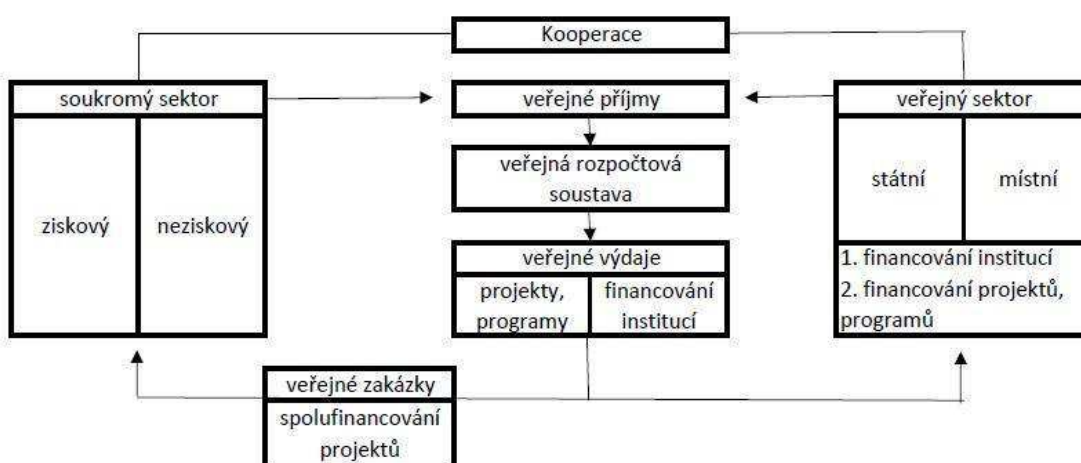 Kooperace
soukromý sektor
veřejné příjmy
veřejný sektor
veřejná rozpočtová
soustava
státní
místní
ziskový
neziskový
veřejné výdaje
projekty,
programy
financování
institucí
1. financování institucí
2. financování projektů,
programů
veřejné zakázky
spolufinancování
projektů